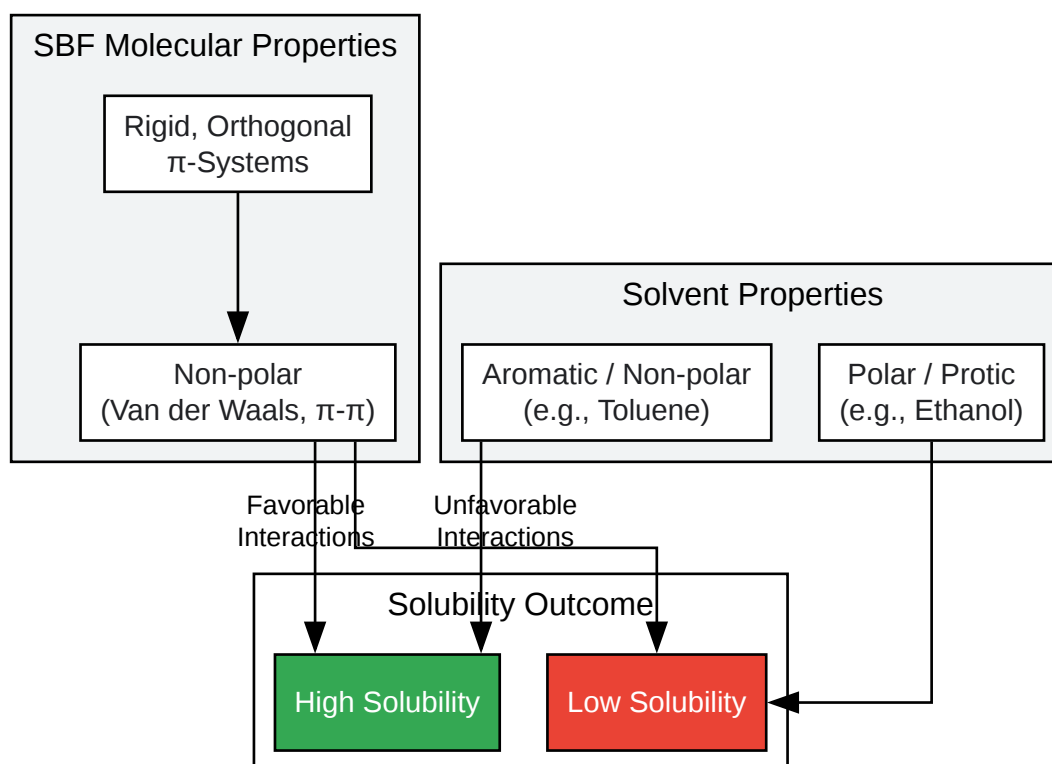 SBF Molecular Properties
Rigid, Orthogonal
π-Systems
Non-polar
(Van der Waals, π-π)
Solvent Properties
Aromatic / Non-polar
(e.g., Toluene)
Polar / Protic
(e.g., Ethanol)
Favorable
Interactions
Unfavorable
Interactions
Solubility Outcome
High Solubility
Low Solubility